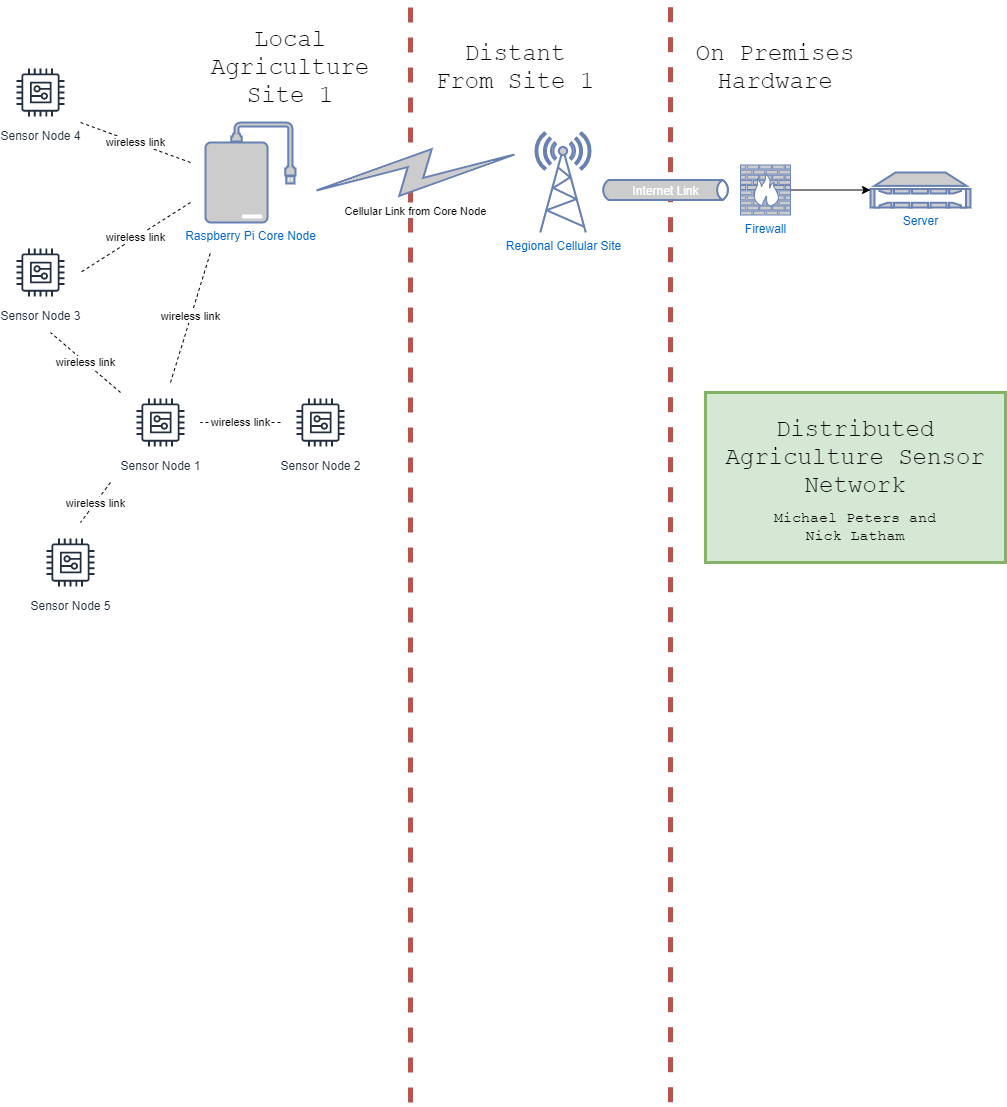 Local
Agriculture
Site 1
Distant
From Site 1
On Premises
Hardware
Sensor Node 4
wireless link
Raspberry Pi Core Node
Cellular Link from Core Node
Regional Cellular Site
Internet Link
Firewall
Server
wireless link
Sensor Node 3
wireless link
wireless link
Sensor Node 1
wireless link
Sensor Node 2
wireless link
Sensor Node 5
Distributed
Agriculture Sensor
Network
Michael Peters and
Nick Latham